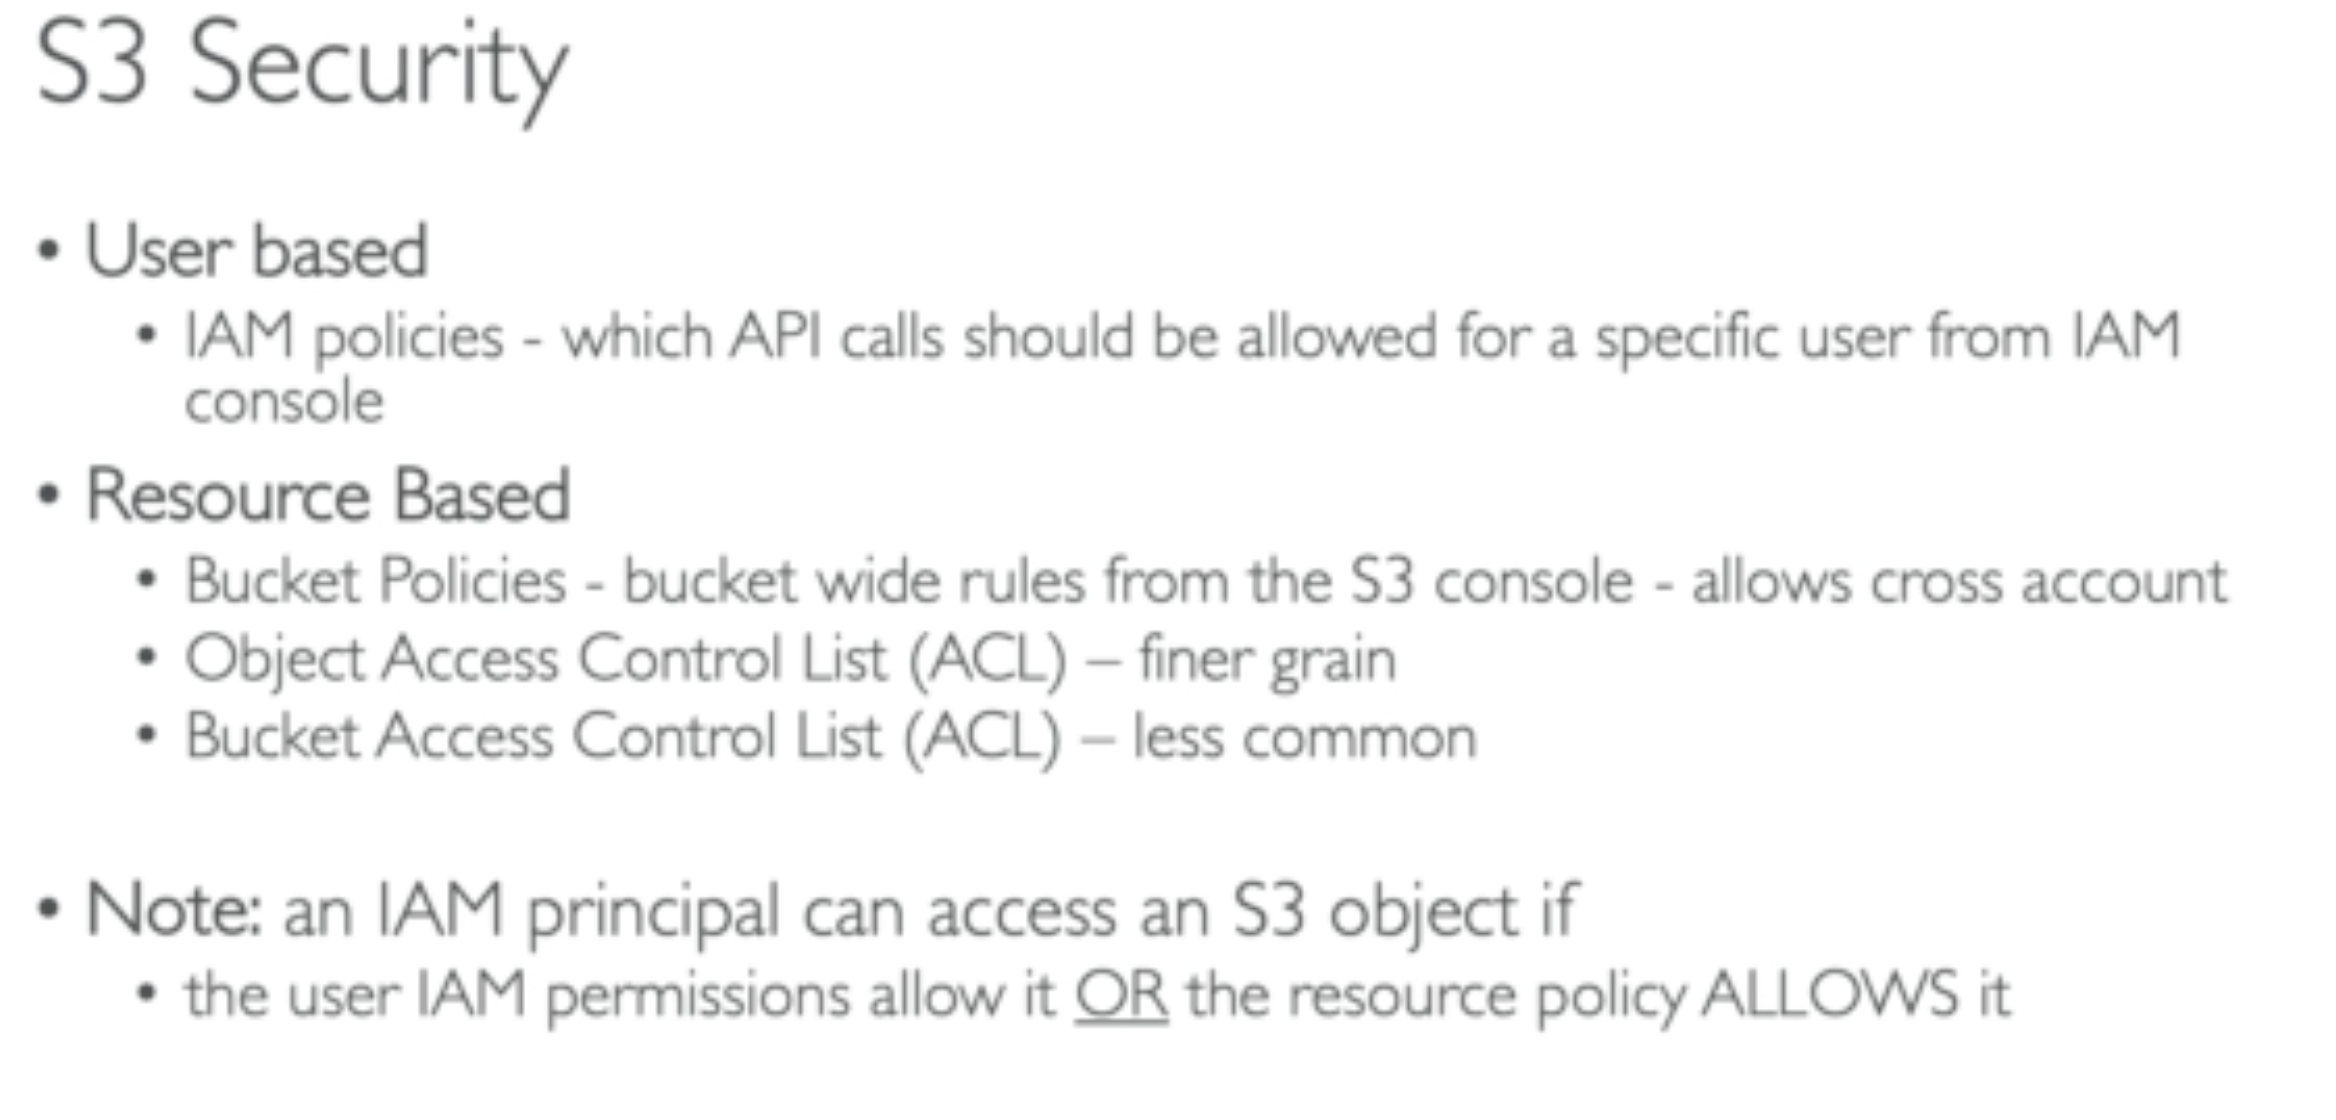 S3 Security
• User based
• IAM policies - which API calls should be allowed for a specific user from IAM
console
• Resource Based
• Bucket Policies - bucket wide rules from the S3 console - allows cross account
• Object Access Control List (ACL) – finer grain
• Bucket Access Control List (ACL) – less common
• Note: an IAM principal can access an S3 object if
• the user IAM permissions allow it OR the resource policy ALLOWS it